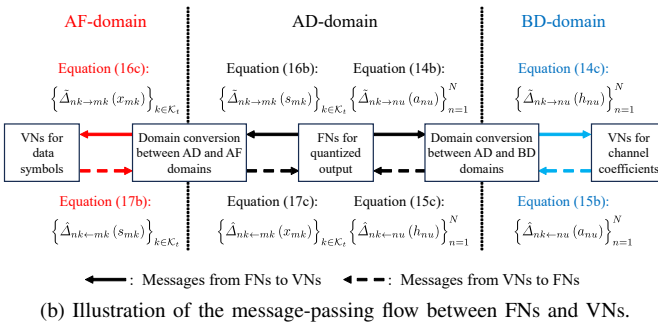 AF-domain AD-domain BD-domain
Equation (16c): Equation (16b): Equation (14b): Equation (14c):
{Δ̃ₙₖ→ₘₖ (xₘₖ)}ₖ∈𝒦ₜ {Δ̃ₙₖ→ₘₖ (sₘₖ)}ₖ∈𝒦ₜ {Δ̃ₙₖ→ₙᵤ (aₙᵤ)}ᴺₙ₌₁ {Δ̃ₙₖ→ₙᵤ (hₙᵤ)}ᴺₙ₌₁
VNs for data symbols
Domain conversion between AD and AF domains
FNs for quantized output
Domain conversion between AD and BD domains
VNs for channel coefficients
Equation (17b): Equation (17c): Equation (15c): Equation (15b):
{Δ̂ₙₖ←ₘₖ (sₘₖ)}ₖ∈𝒦ₜ {Δ̂ₙₖ←ₘₖ (xₘₖ)}ₖ∈𝒦ₜ {Δ̂ₙₖ←ₙᵤ (hₙᵤ)}ᴺₙ₌₁ {Δ̂ₙₖ←ₙᵤ (aₙᵤ)}ᴺₙ₌₁
: Messages from FNs to VNs : Messages from VNs to FNs
(b) Illustration of the message-passing flow between FNs and VNs.